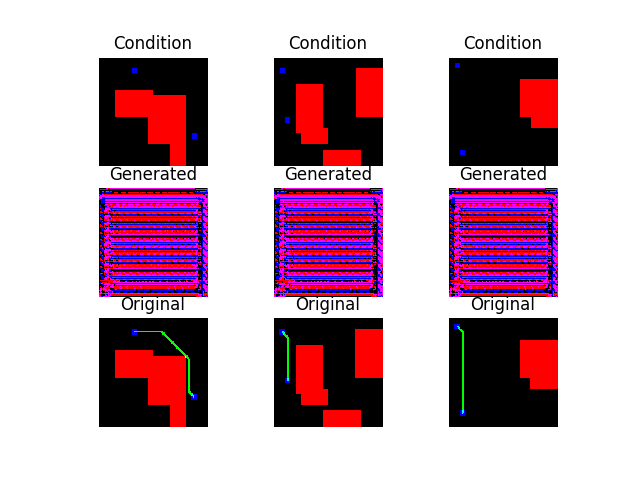 Condition Condition Condition
Generated Generated Generated
Original Original Original